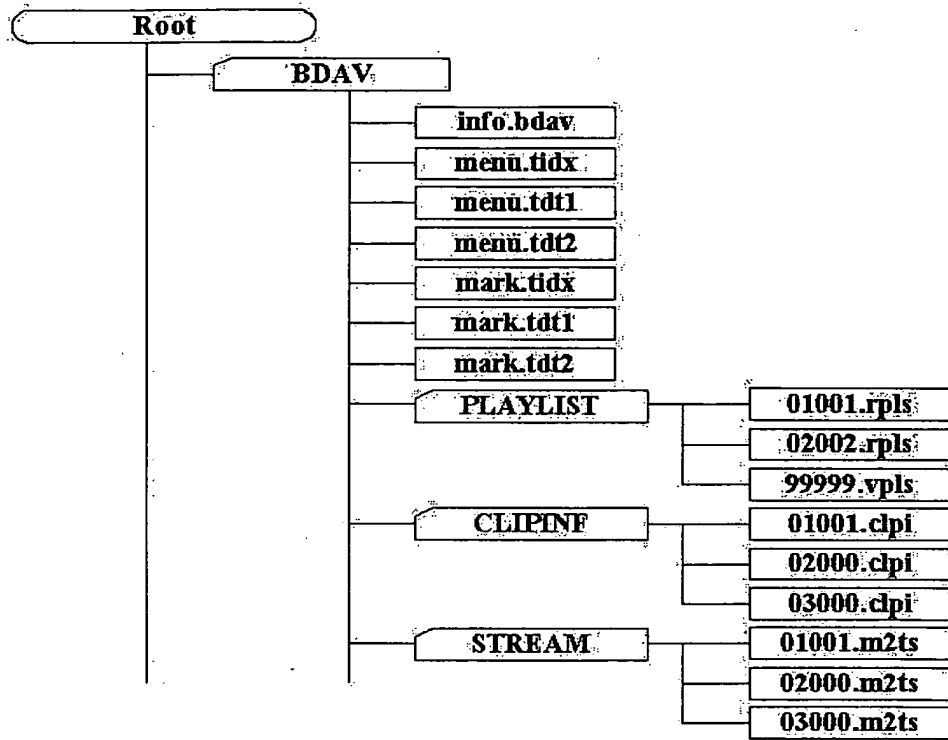 Root
BDAV
info.bdav
menu.tidx
menu.tdt1
menu.tdt2
mark.tidx
mark.tdt1
mark.tdt2
PLAYLIST
01001.rpls
02002.rpls
99999.vpls
CLIPINF
01001.clpi
02000.clpi
03000.clpi
STREAM
01001.m2ts
02000.m2ts
03000.m2ts